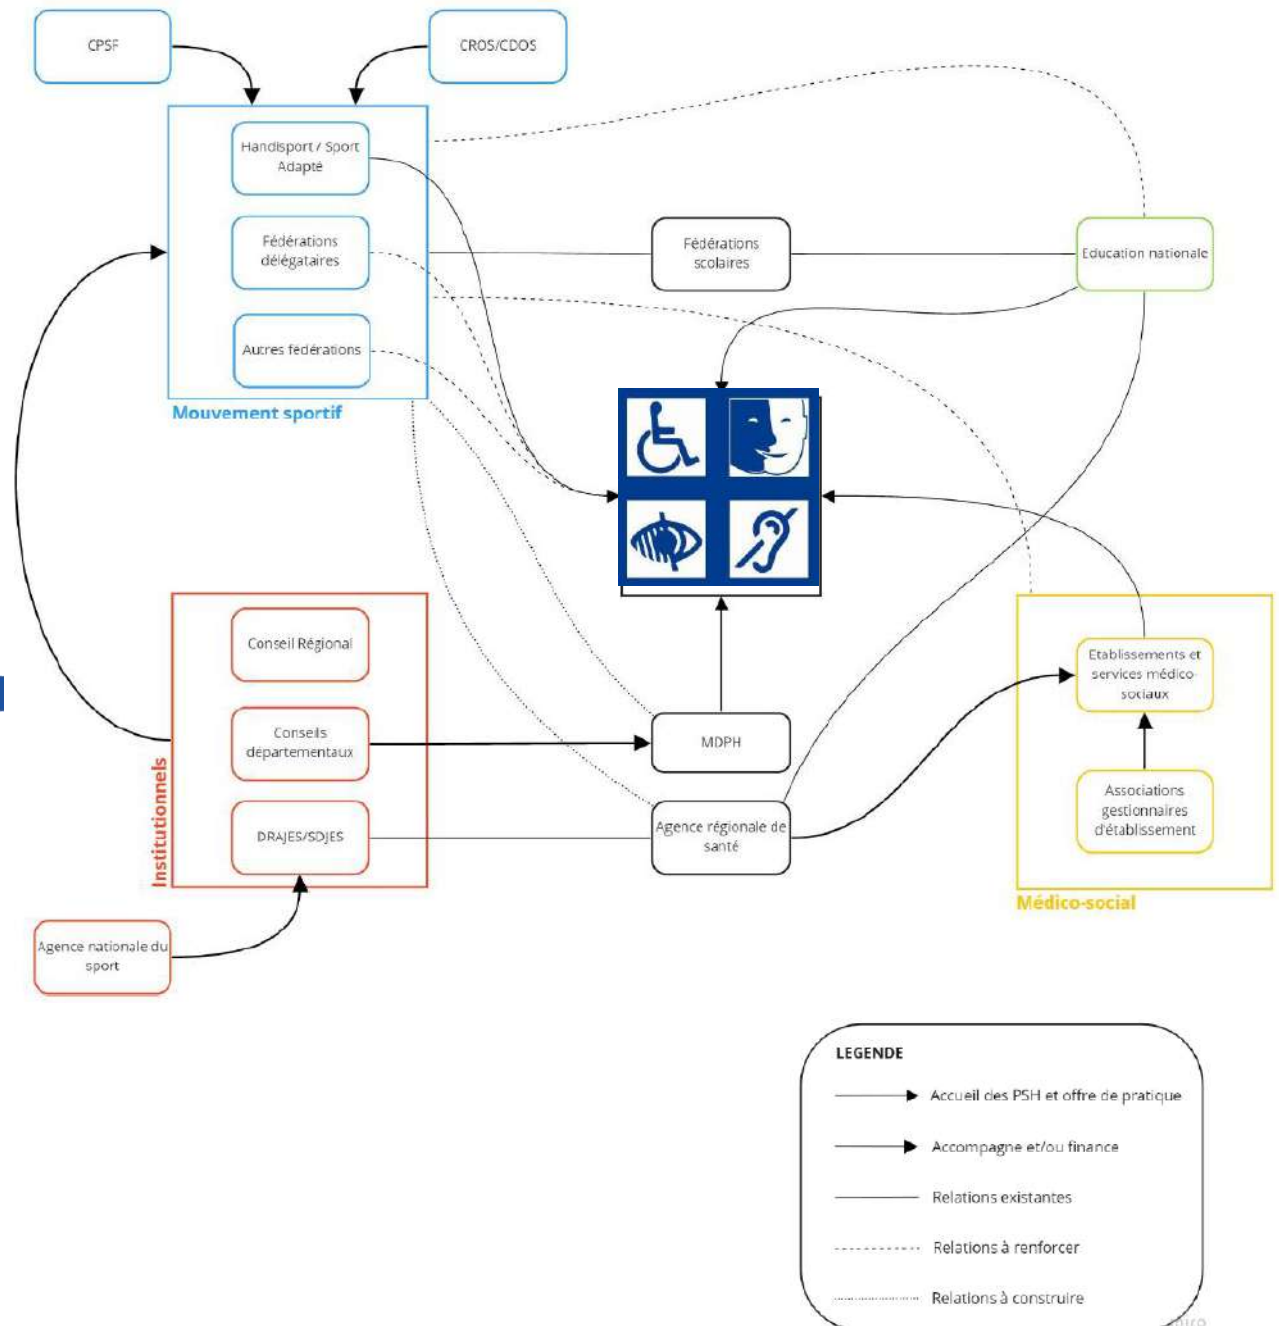 CPSF
CROS/CDOS
Handisport / Sport
Adapté
Fédérations
délégataires
Autres fédérations
Mouvement sportif
Fédérations
scolaires
Education nationale
Conseil Régional
Conseils
départementaux
DRAJES/SDJES
Institutionnels
Agence nationale du
sport
MDPH
Agence régionale de
santé
Etablissements et
services médico-
sociaux
Associations
gestionnaires
d'établissement
Médico-social
LEGENDE
Accueil des PSH et offre de pratique
Accompagne et/ou finance
Relations existantes
Relations à renforcer
Relations à construire
miro